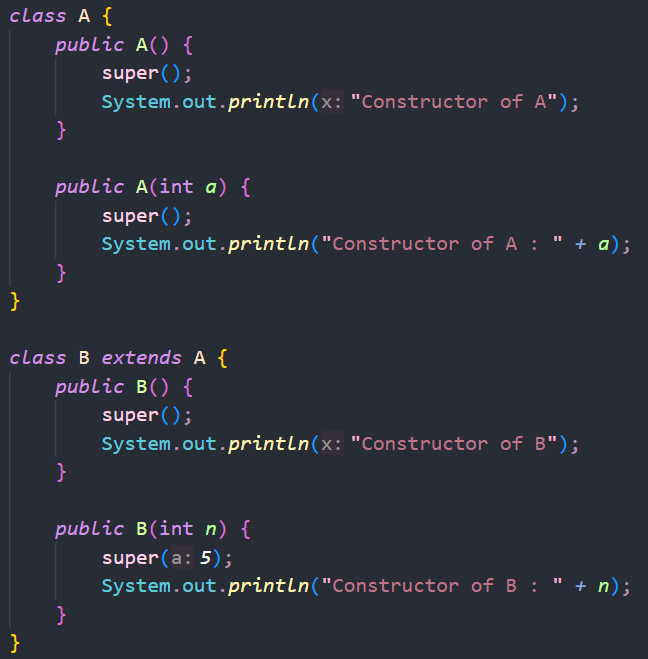 class A {
    public A() {
        super();
        System.out.println(x: "Constructor of A");
    }

    public A(int a) {
        super();
        System.out.println("Constructor of A : " + a);
    }
}

class B extends A {
    public B() {
        super();
        System.out.println(x: "Constructor of B");
    }

    public B(int n) {
        super(a: 5);
        System.out.println("Constructor of B : " + n);
    }
}